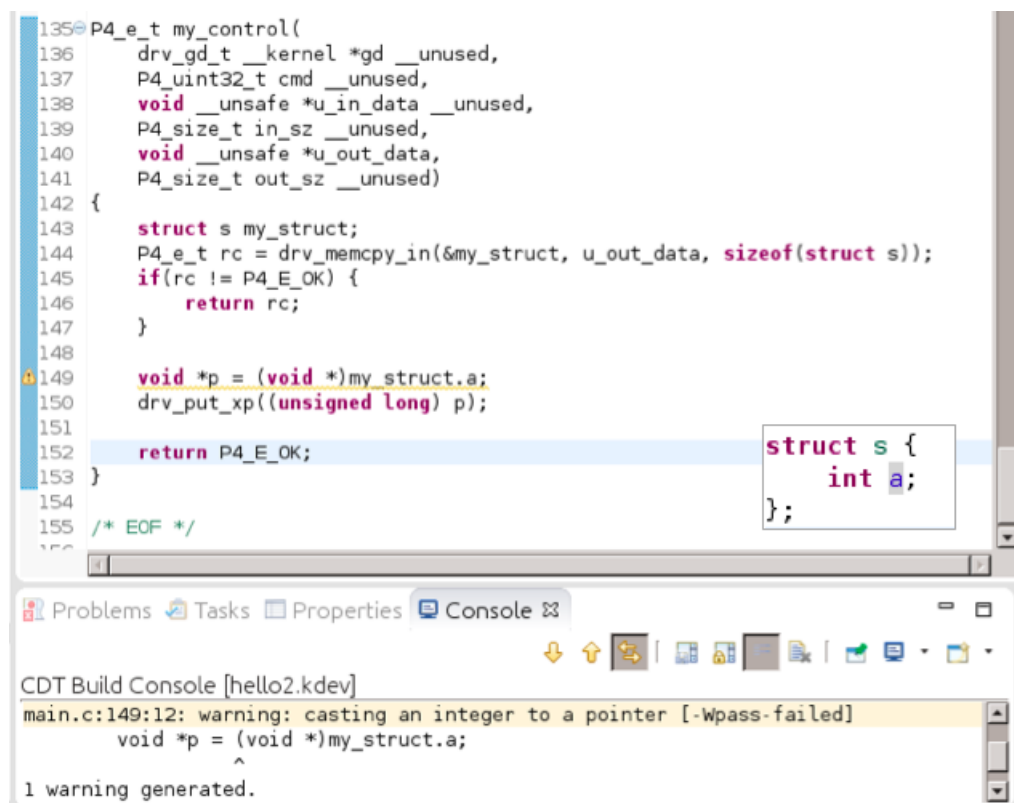 135 P4_e_t my_control(
136 drv_gd_t __kernel *gd __unused,
137 P4_uint32_t cmd __unused,
138 void __unsafe *u_in_data __unused,
139 P4_size_t in_sz __unused,
140 void __unsafe *u_out_data,
141 P4_size_t out_sz __unused)
142 {
143 struct s my_struct;
144 P4_e_t rc = drv_memcpy_in(&my_struct, u_out_data, sizeof(struct s));
145 if(rc != P4_E_OK) {
146 return rc;
147 }
148
149 void *p = (void *)my_struct.a;
150 drv_put_xp((unsigned long) p);
151
152 return P4_E_OK;
153 }
154
155 /* EOF */
struct s {
int a;
};
Problems Tasks Properties Console
CDT Build Console [hello2.kdev]
main.c:149:12: warning: casting an integer to a pointer [-Wpass-failed]
void *p = (void *)my_struct.a;
^
1 warning generated.